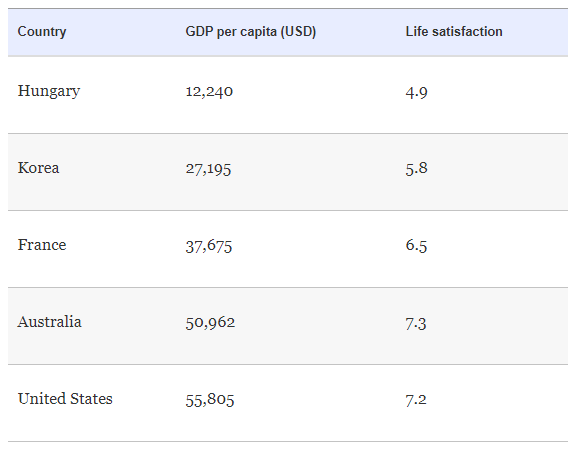 Country GDP per capita (USD) Life satisfaction
Hungary 12,240 4.9
Korea 27,195 5.8
France 37,675 6.5
Australia 50,962 7.3
United States 55,805 7.2